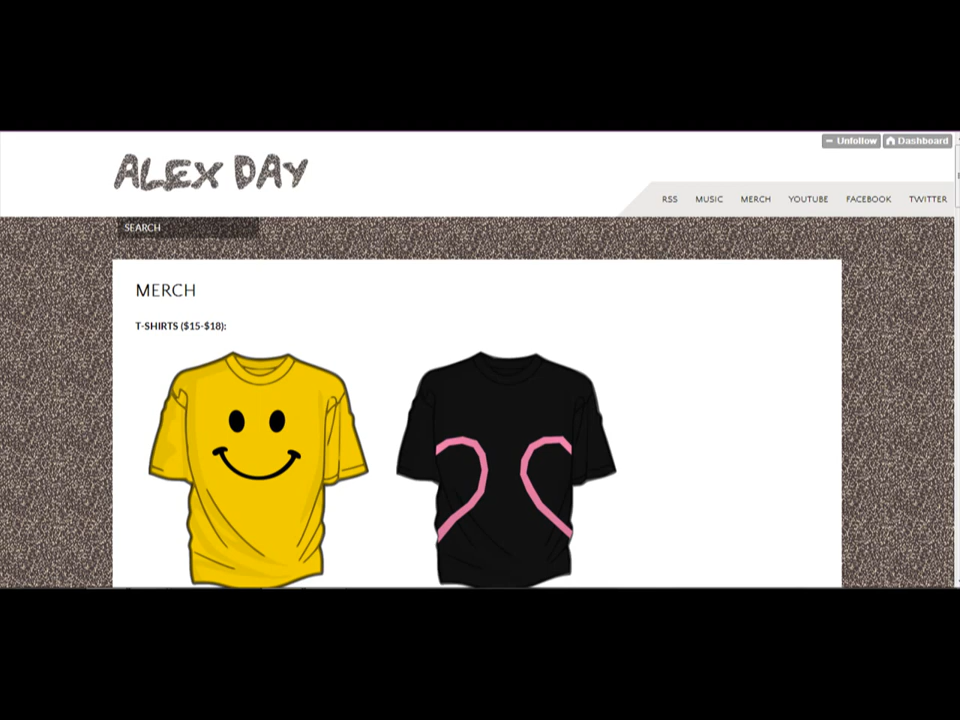 Unfollow Dashboard
ALEX DAY
RSS MUSIC MERCH YOUTUBE FACEBOOK TWITTER
SEARCH
MERCH
T-SHIRTS ($15-$18):